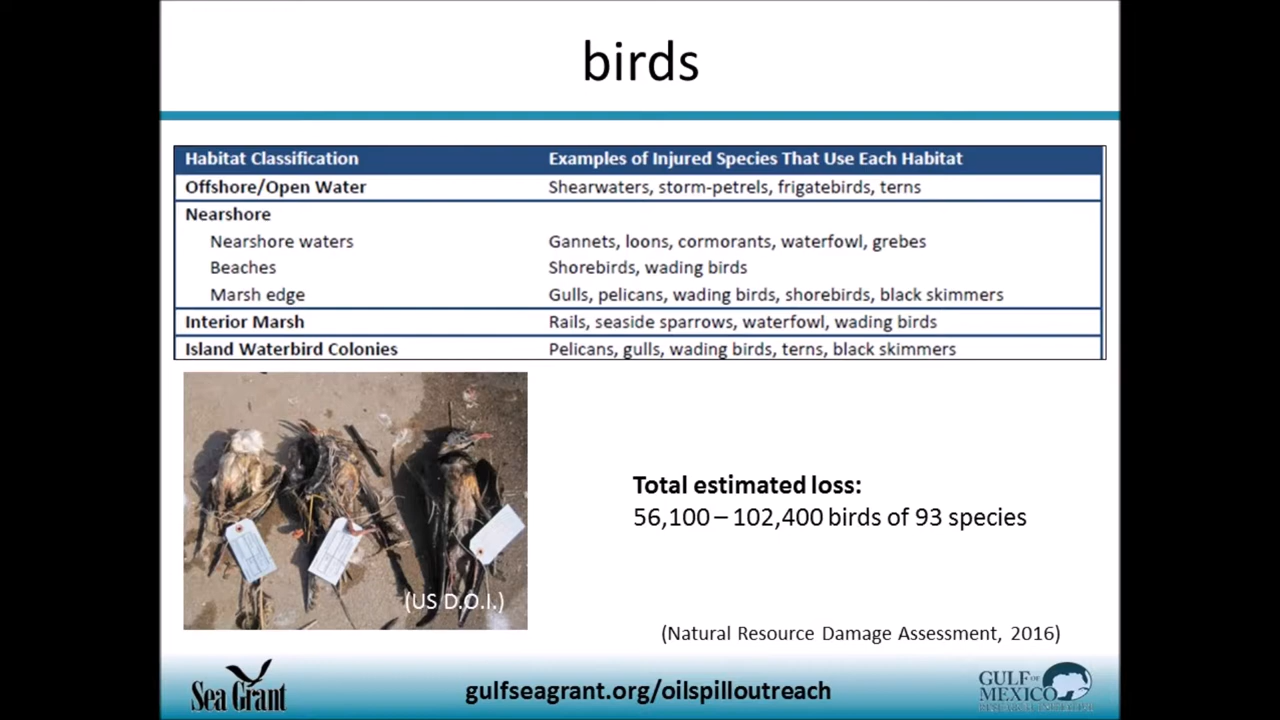 birds
Habitat Classification Examples of Injured Species That Use Each Habitat
Offshore/Open Water Shearwaters, storm-petrels, frigatebirds, terns
Nearshore
Nearshore waters Gannets, loons, cormorants, waterfowl, grebes
Beaches Shorebirds, wading birds
Marsh edge Gulls, pelicans, wading birds, shorebirds, black skimmers
Interior Marsh Rails, seaside sparrows, waterfowl, wading birds
Island Waterbird Colonies Pelicans, gulls, wading birds, terns, black skimmers
(US D.O.I.)
Total estimated loss:
56,100 – 102,400 birds of 93 species
(Natural Resource Damage Assessment, 2016)
Sea Grant
gulfseagrant.org/oilspilloutreach
GULF OF
MEXICO
RESEARCH INITIATIVE